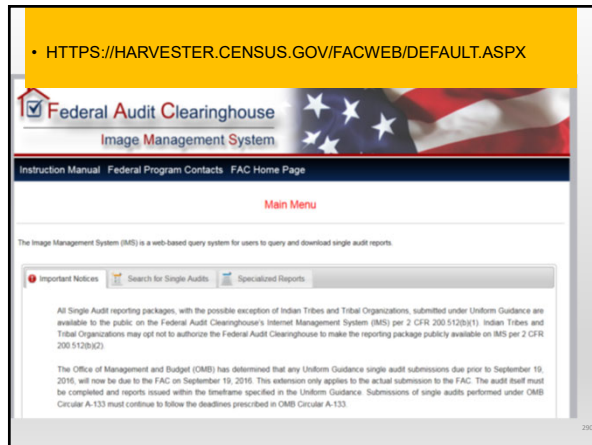 • HTTPS://HARVESTER.CENSUS.GOV/FACWEB/DEFAULT.ASPX
Federal Audit Clearinghouse
Image Management System
Instruction Manual Federal Program Contacts FAC Home Page
Main Menu
The Image Management System (IMS) is a web-based query system for users to query and download single audit reports.
Important Notices Search for Single Audits Specialized Reports
All Single Audit reporting packages, with the possible exception of Indian Tribes and Tribal Organizations, submitted under Uniform Guidance are
available to the public on the Federal Audit Clearinghouse's Internet Management System (IMS) per 2 CFR 200.512(b)(1). Indian Tribes and
Tribal Organizations may opt not to authorize the Federal Audit Clearinghouse to make the reporting package publicly available on IMS per 2 CFR
200.512(b)(2).
The Office of Management and Budget (OMB) has determined that any Uniform Guidance single audit submissions due prior to September 19,
2016, will now be due to the FAC on September 19, 2016. This extension only applies to the actual submission to the FAC. The audit itself must
be completed and reports issued within the timeframe specified in the Uniform Guidance. Submissions of single audits performed under OMB
Circular A-133 must continue to follow the deadlines prescribed in OMB Circular A-133.
290